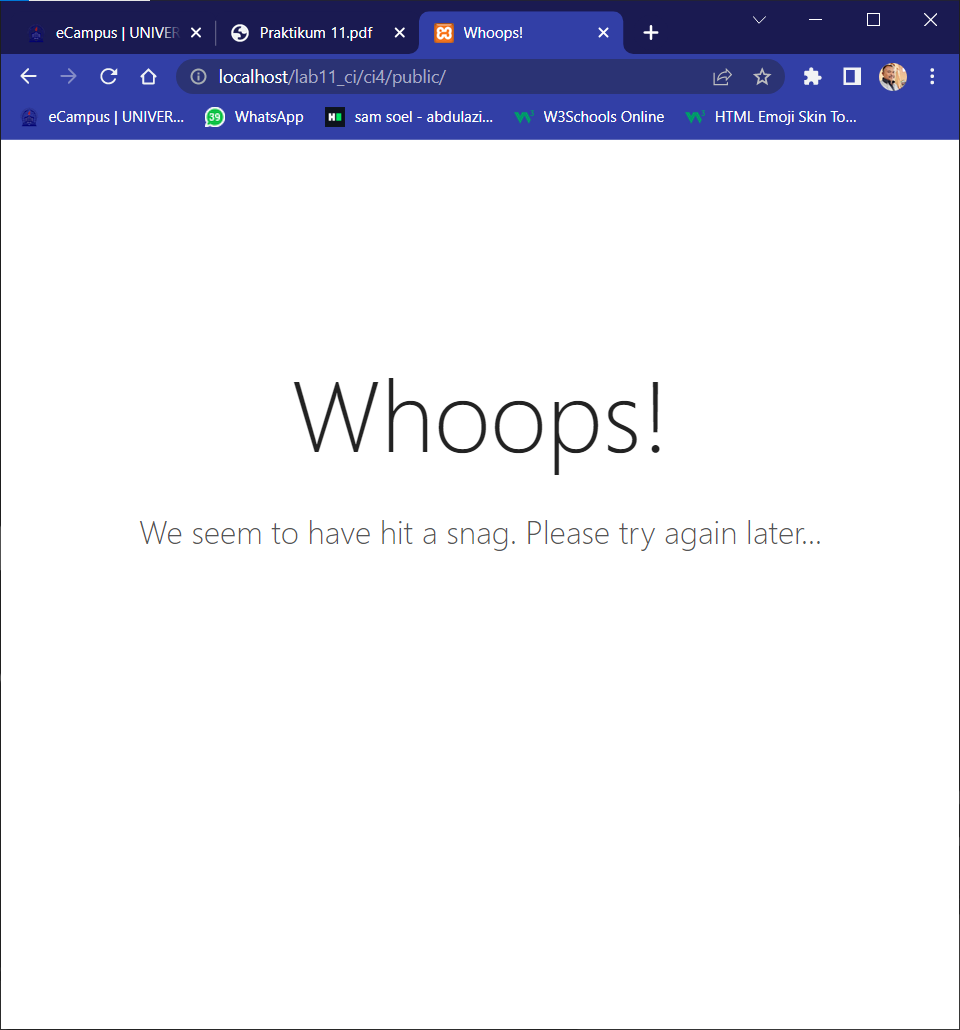 eCampus | UNIVER
Praktikum 11.pdf
Whoops!
localhost/lab11_ci/ci4/public/
eCampus | UNIVER...
39 WhatsApp
sam soel - abdulazi...
W3Schools Online
HTML Emoji Skin To...
Whoops!
We seem to have hit a snag. Please try again later...